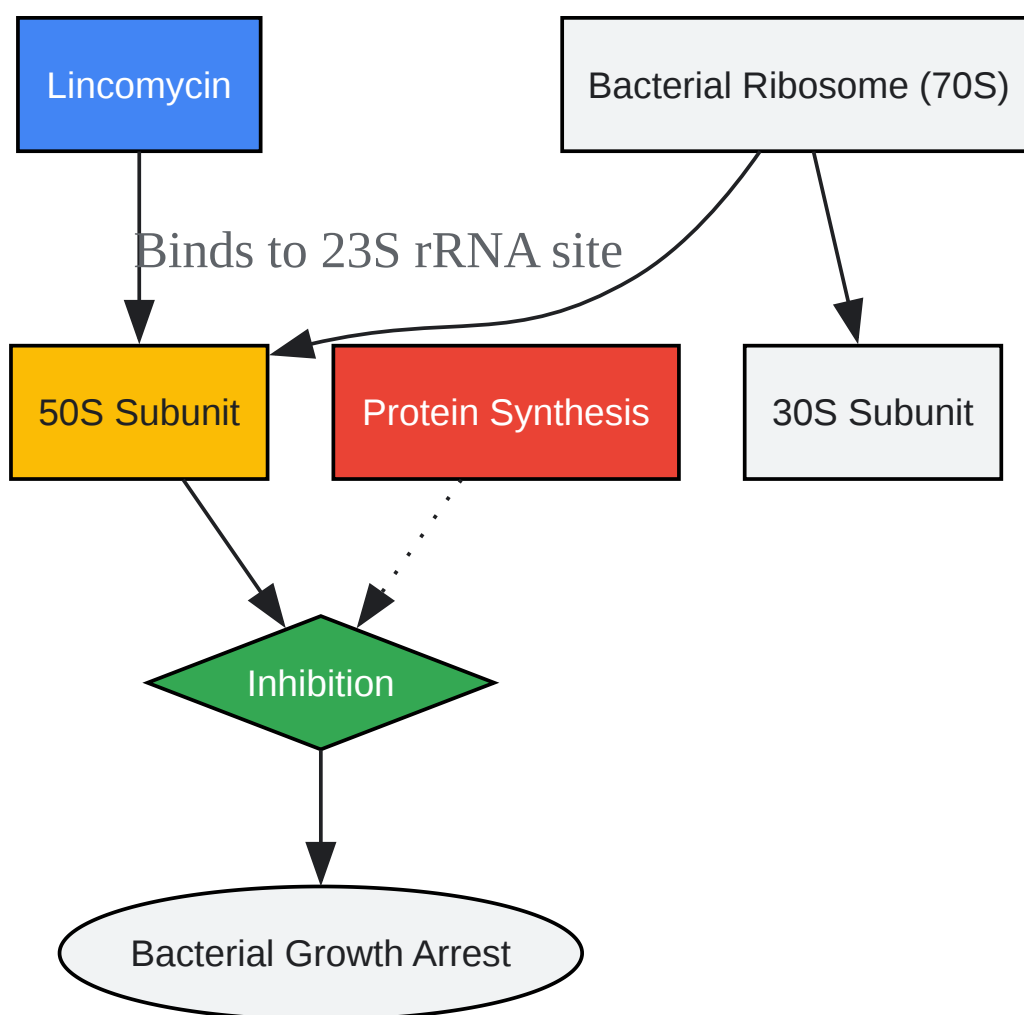 Lincomycin
Bacterial Ribosome (70S)
Binds to 23S rRNA site
50S Subunit
Protein Synthesis
30S Subunit
Inhibition
Bacterial Growth Arrest